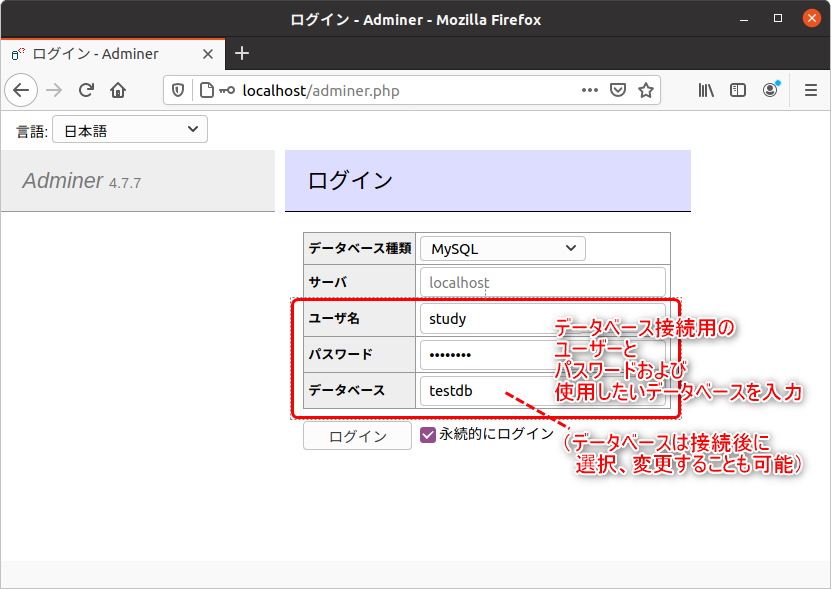 ログイン - Adminer - Mozilla Firefox
ログイン - Adminer
localhost/adminer.php
言語: 日本語
Adminer 4.7.7
ログイン
データベース種類 MySQL
サーバ localhost
ユーザ名 study
パスワード ••••••••
データベース testdb
データベース接続用の
ユーザーと
パスワードおよび
使用したいデータベースを入力
ログイン 永続的にログイン
（データベースは接続後に
選択、変更することも可能）